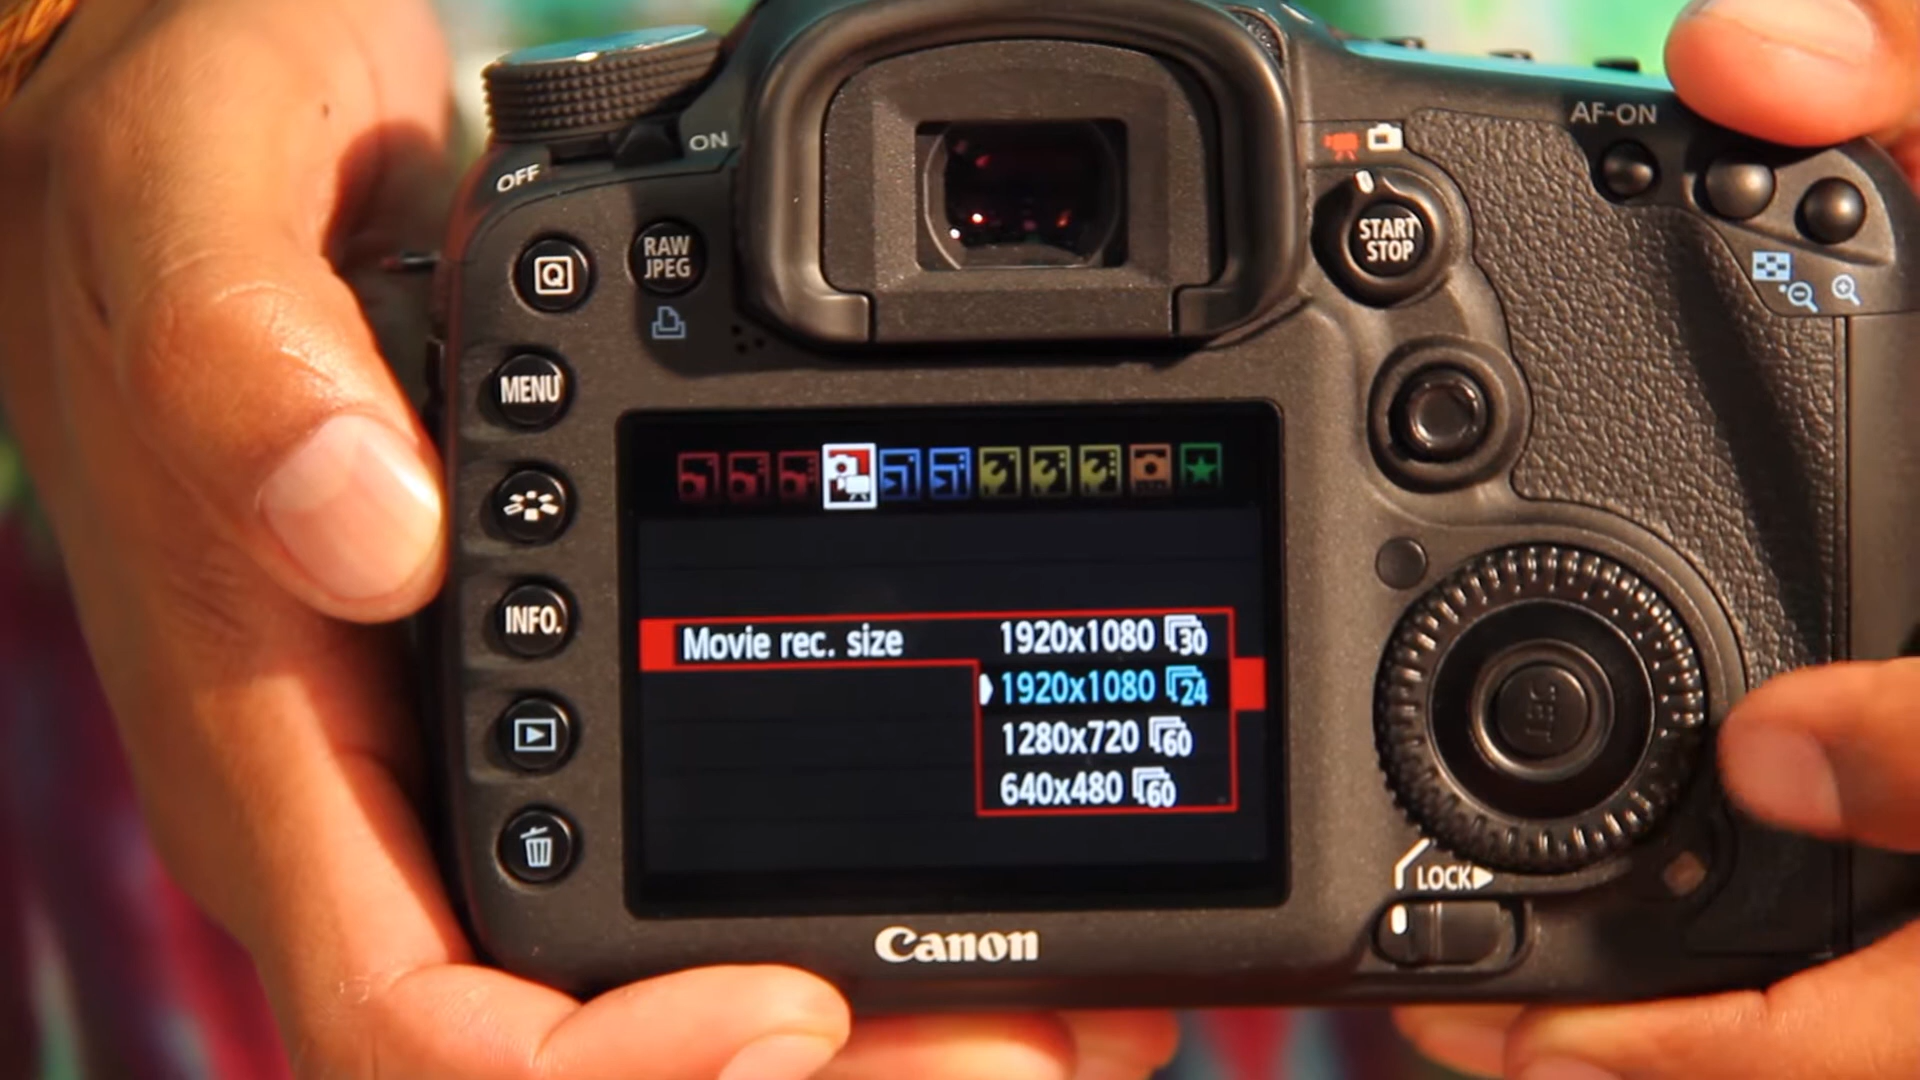 AF-ON
ON
OFF
Q
RAW
JPEG
START
STOP
MENU
INFO.
Movie rec. size
1920x1080 30
1920x1080 24
1280x720 60
640x480 60
SET
LOCK
Canon